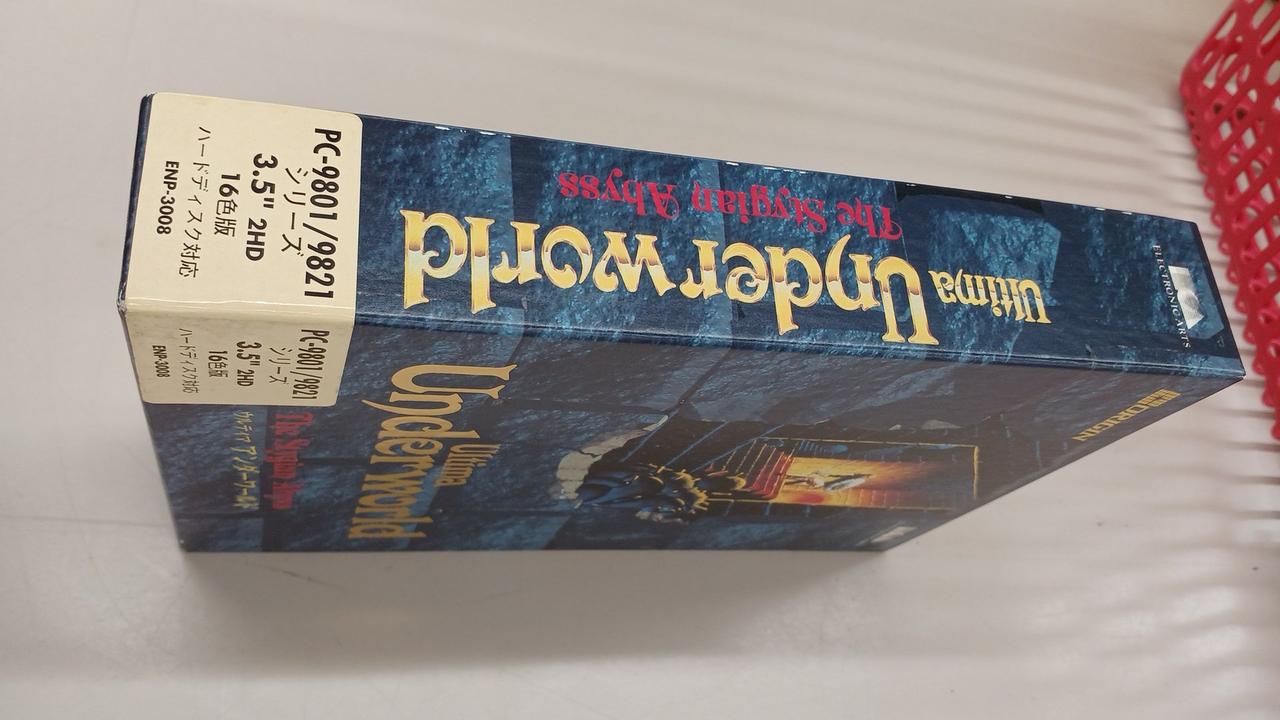 PC-9801/9821
シリーズ
3.5" 2HD
16色版
ハードディスク対応
ENP-3008
Ultima
Underworld
The Stygian Abyss
ELECTRONIC ARTS
PC-9801/9821
シリーズ
3.5" 2HD
16色版
ハードディスク対応
ENP-3008
ORIGIN
Ultima
Underworld
The Stygian Abyss
ウルティマ アンダーワールド